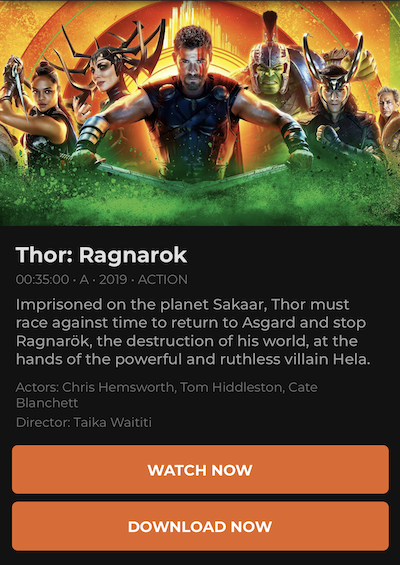 Thor: Ragnarok
00:35:00 • A • 2019 • ACTION
Imprisoned on the planet Sakaar, Thor must
race against time to return to Asgard and stop
Ragnarök, the destruction of his world, at the
hands of the powerful and ruthless villain Hela.
Actors: Chris Hemsworth, Tom Hiddleston, Cate
Blanchett
Director: Taika Waititi
WATCH NOW
DOWNLOAD NOW